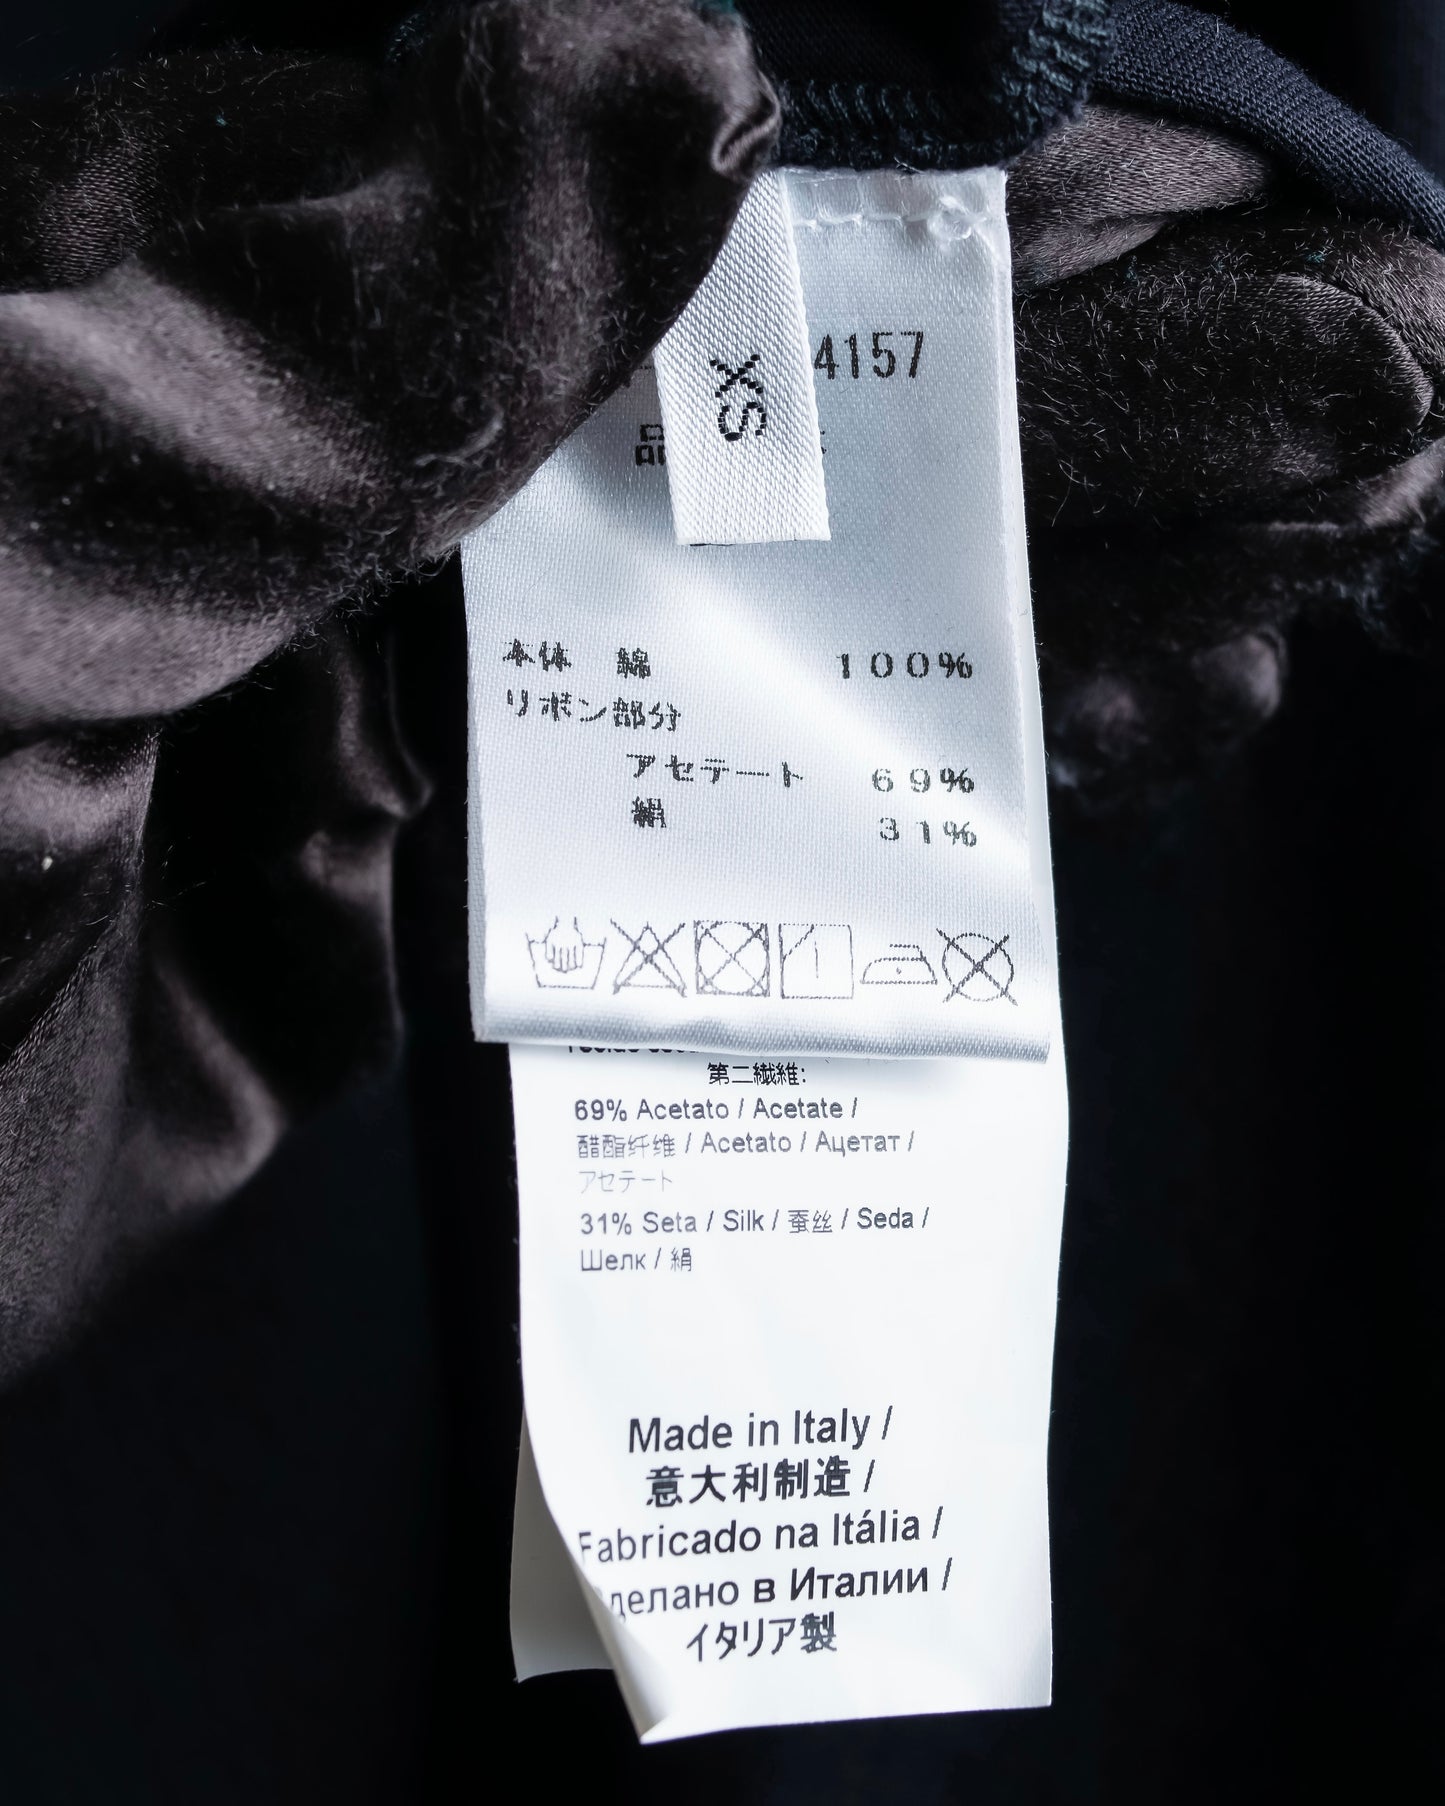 4157
XS
品
本体 綿 100%
リボン部分
アセテート 69%
絹 31%
第二繊維:
69% Acetato / Acetate /
醋酯纤维 / Acetato / Ацетат /
アセテート
31% Seta / Silk / 蚕丝 / Seda /
Шелк / 絹
Made in Italy /
意大利制造 /
Fabricado na Itália /
в Италии /
イタリア製